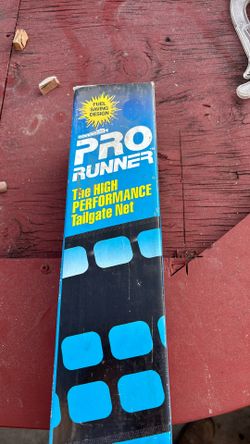 FUEL
SAVING
DESIGN
PRO
RUNNER
The HIGH
PERFORMANCE
Tailgate Net